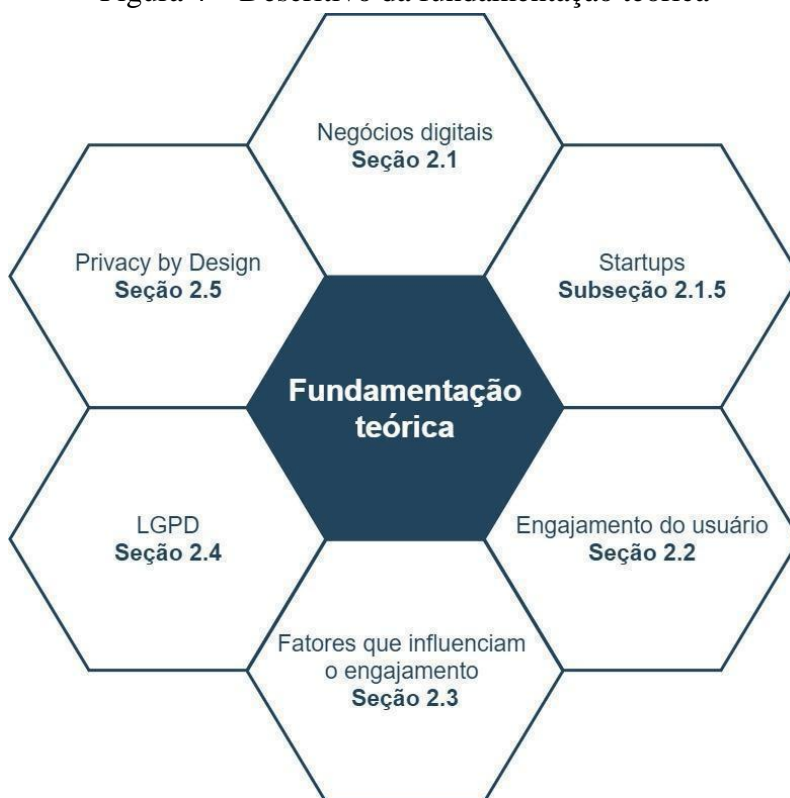 Negócios digitais
Seção 2.1
Privacy by Design
Seção 2.5
Startups
Subseção 2.1.5
Fundamentação
teórica
LGPD
Seção 2.4
Engajamento do usuário
Seção 2.2
Fatores que influenciam
o engajamento
Seção 2.3